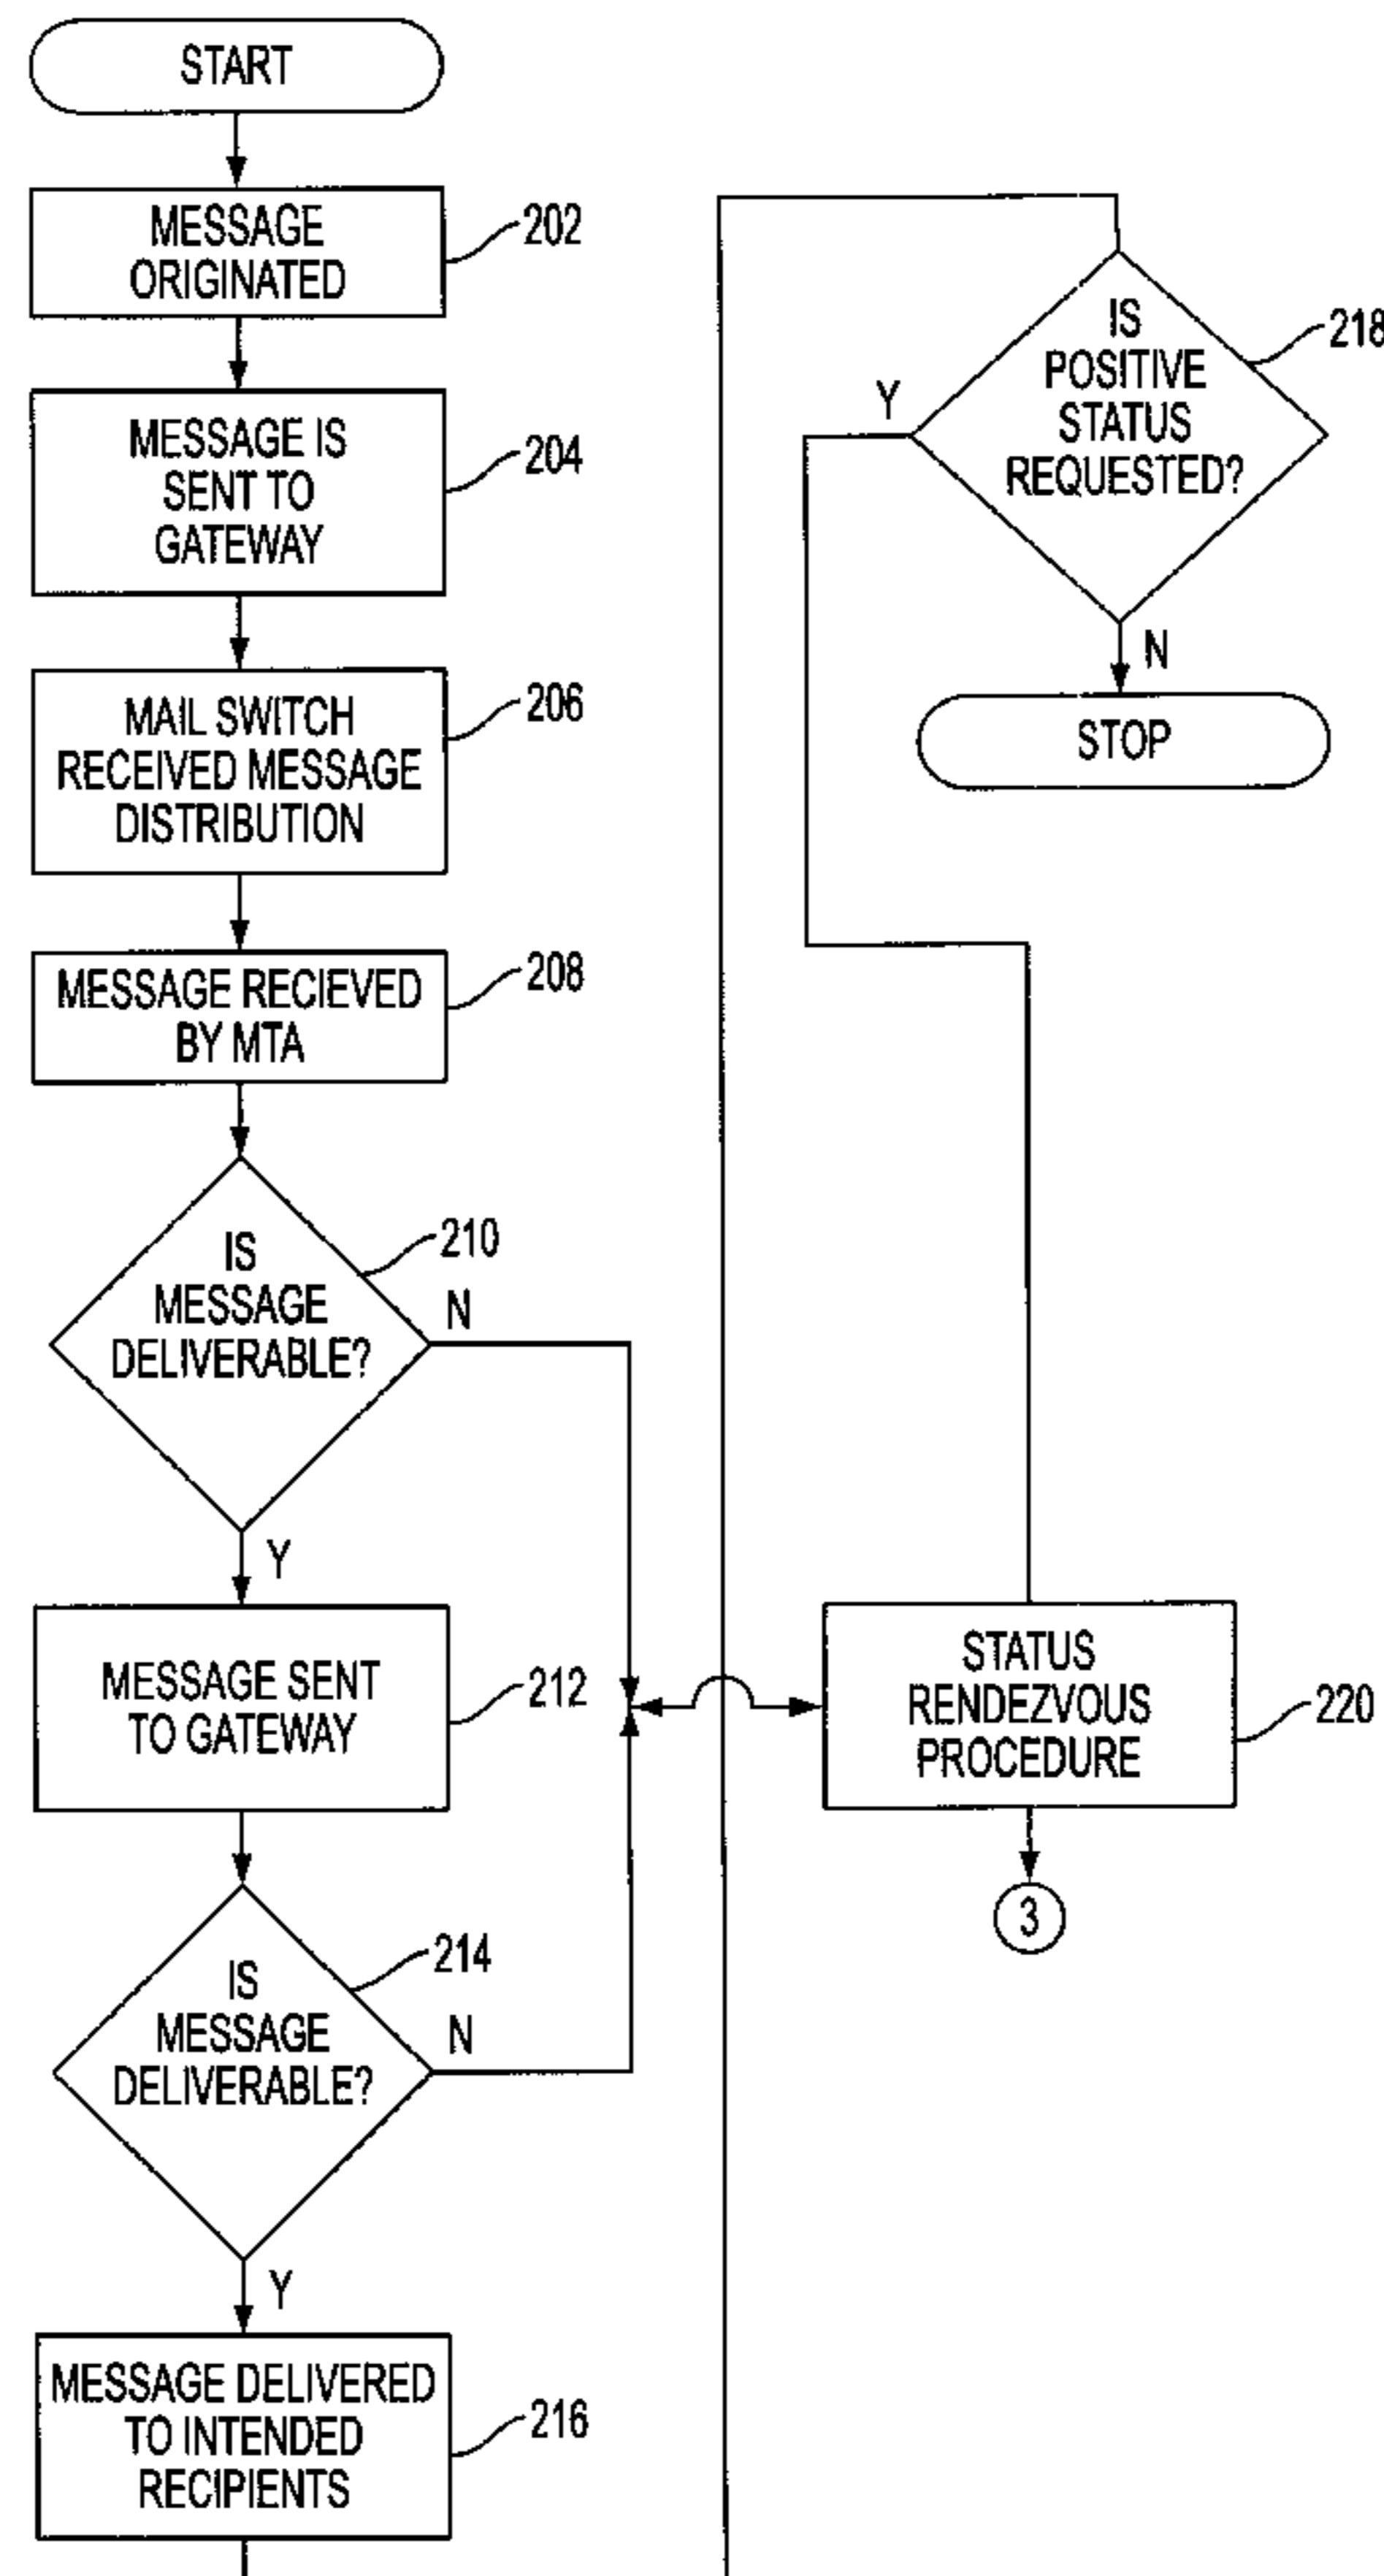 START
MESSAGE
ORIGINATED
202
MESSAGE IS
SENT TO
GATEWAY
204
MAIL SWITCH
RECEIVED MESSAGE
DISTRIBUTION
206
MESSAGE RECIEVED
BY MTA
208
IS
MESSAGE
DELIVERABLE?
210
N
Y
MESSAGE SENT
TO GATEWAY
212
IS
MESSAGE
DELIVERABLE?
214
N
Y
MESSAGE DELIVERED
TO INTENDED
RECIPIENTS
216
IS
POSITIVE
STATUS
REQUESTED?
218
Y
N
STOP
STATUS
RENDEZVOUS
PROCEDURE
220
3